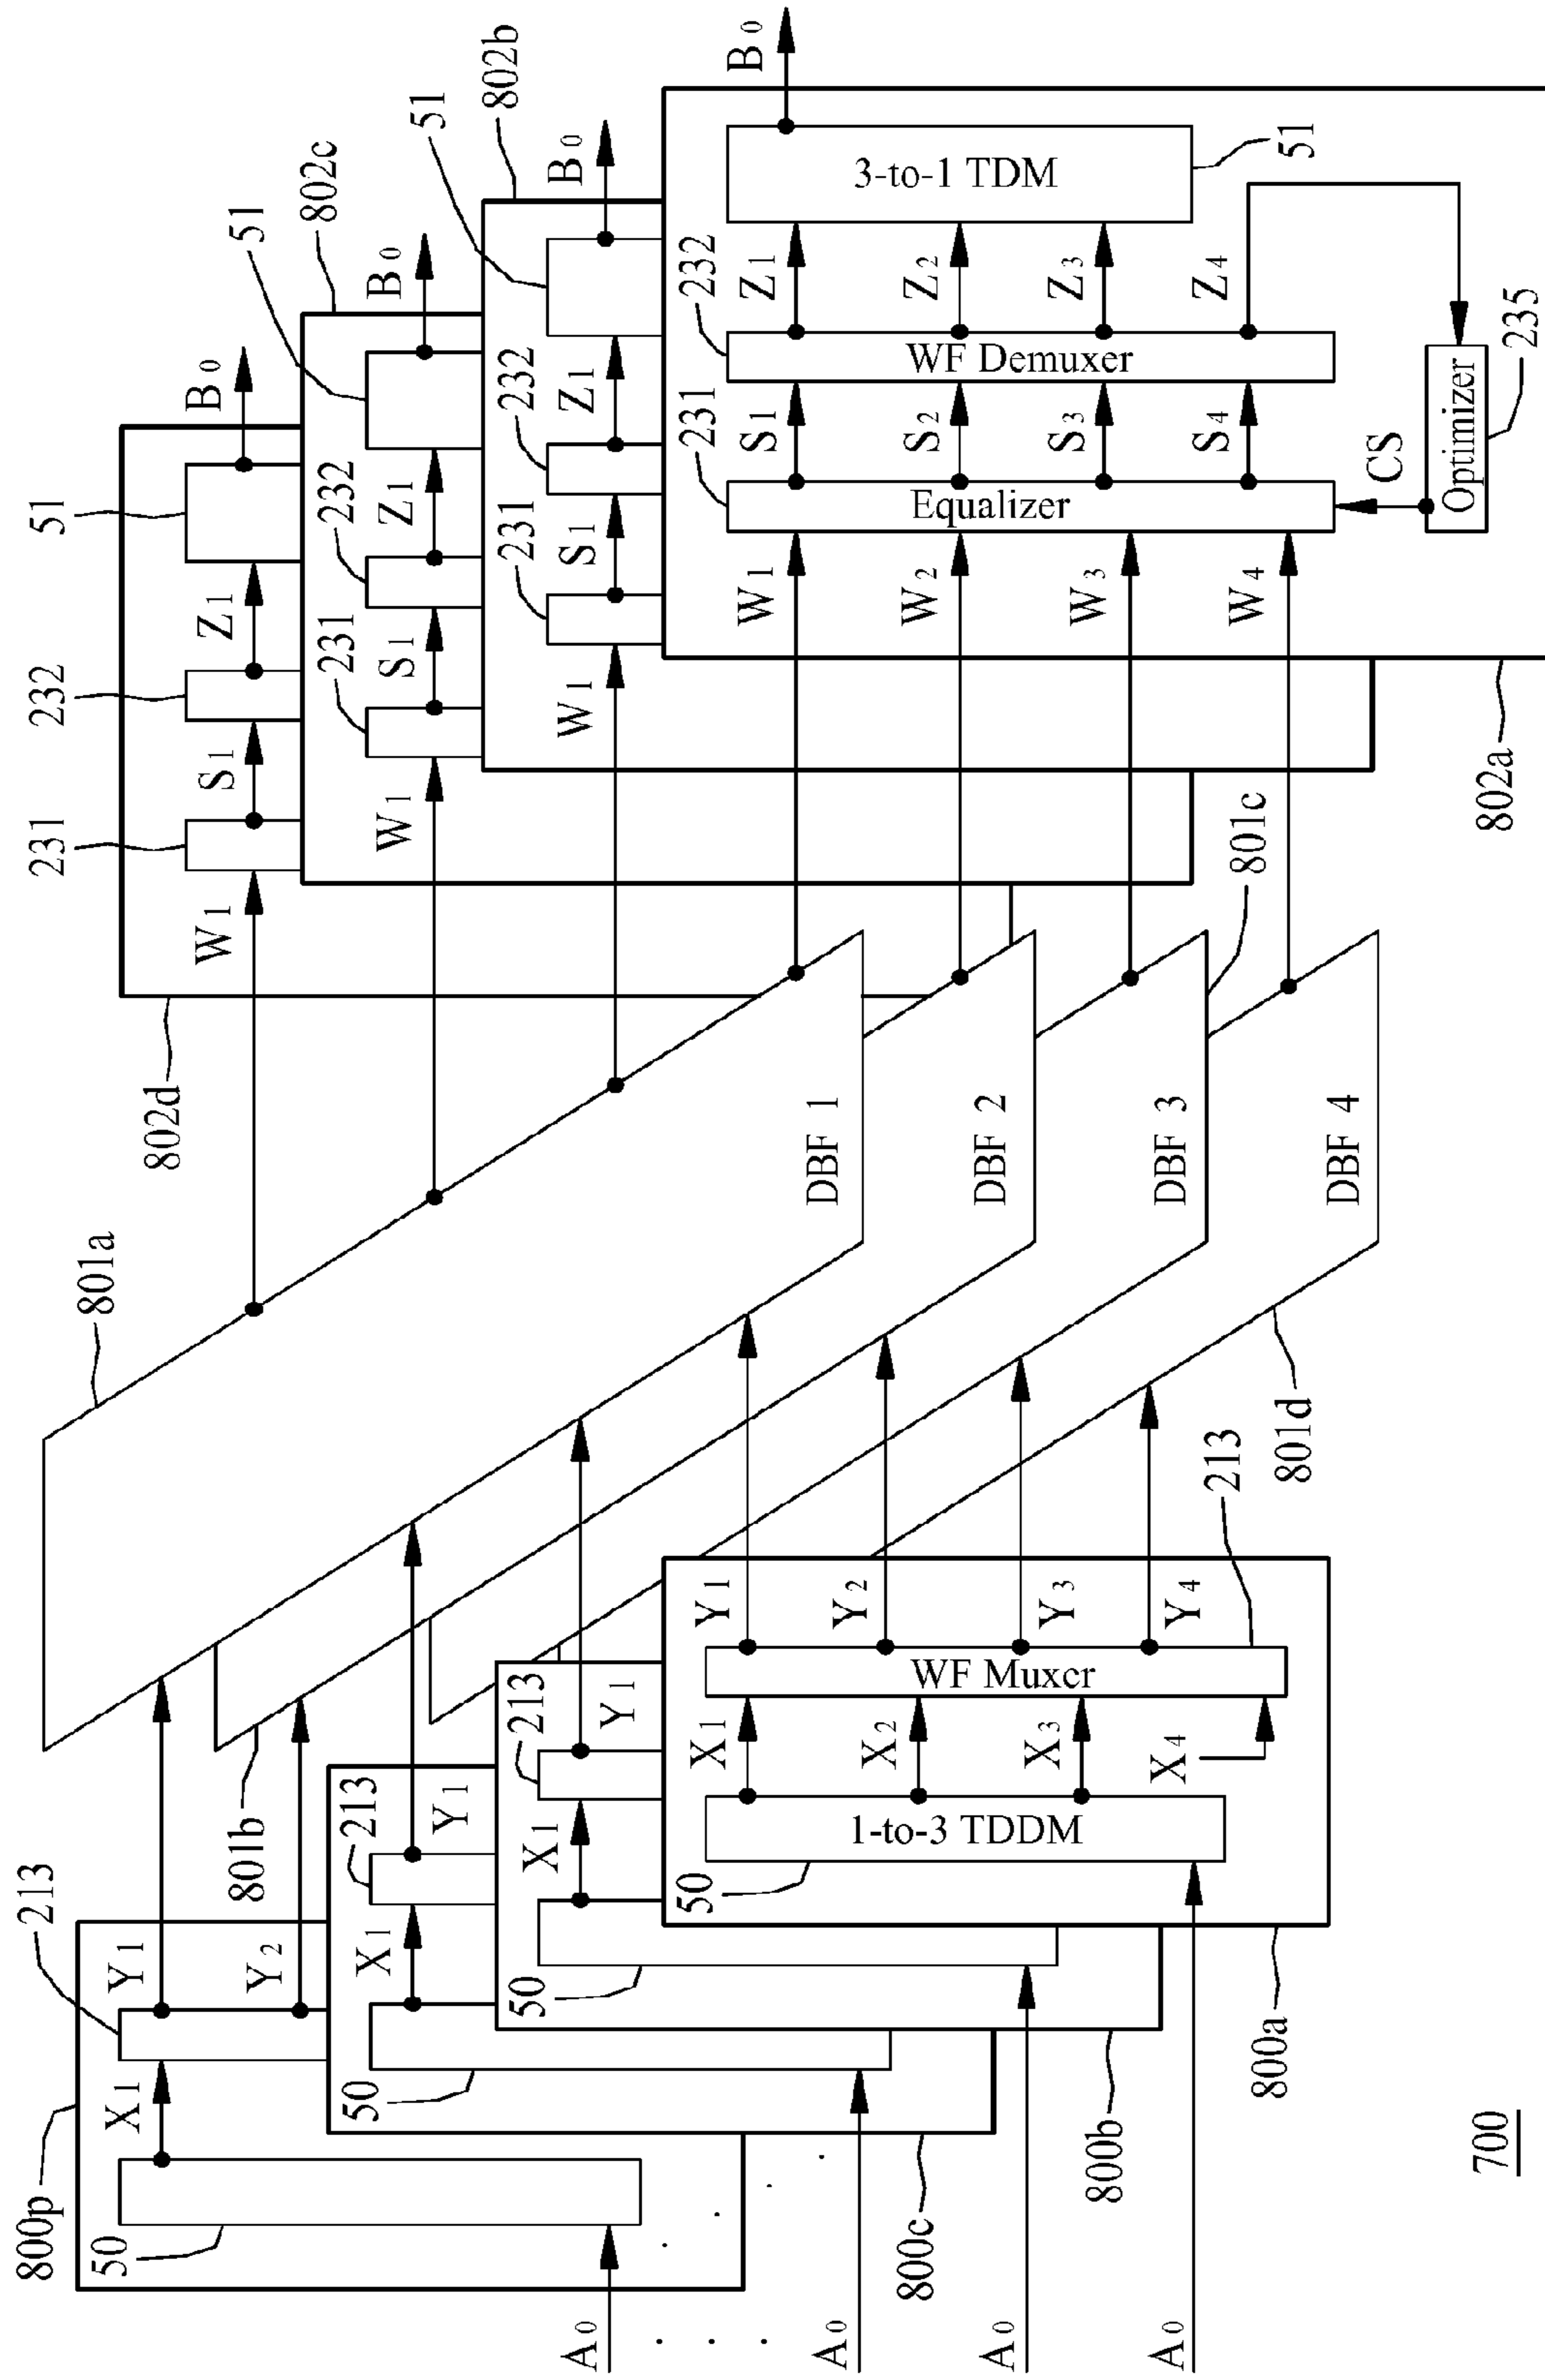 800p
50
X1
213
Y1
Y2
A0
50
X1
213
Y1
800c
A0
50
X1
213
Y1
800b
A0
50
1-to-3 TDDM
X1
X2
X3
X4
WF Muxcr
213
Y1
Y2
Y3
Y4
800a
A0
801a
801b
801c
801d
DBF 1
DBF 2
DBF 3
DBF 4
802d
W1
231
S1
232
Z1
51
B0
802c
W1
231
S1
232
Z1
51
B0
802b
W1
231
S1
232
Z1
51
B0
W1
W2
W3
W4
231
Equalizer
S1
S2
S3
S4
232
WF Demuxer
Z1
Z2
Z3
Z4
3-to-1 TDM
51
B0
CS
Optimizer
235
802a
700